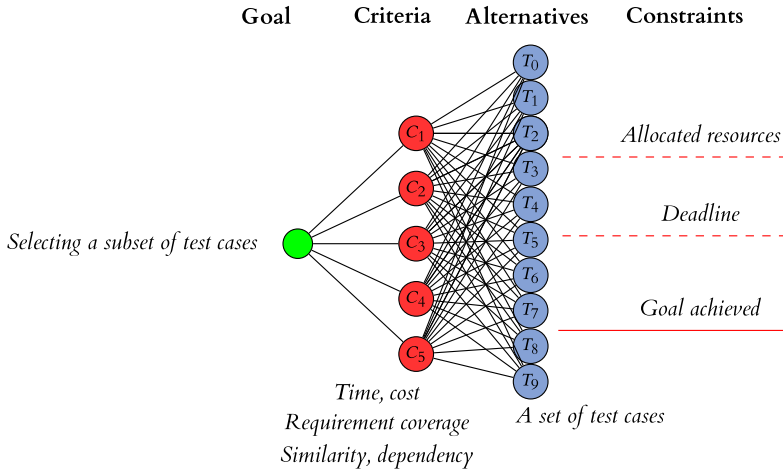 Goal Criteria Alternatives Constraints
T0
T1
C1 T2 Allocated resources
T3
C2 T4 Deadline
Selecting a subset of test cases C3 T5
T6
C4 T7 Goal achieved
C5 T8
T9
Time, cost
Requirement coverage A set of test cases
Similarity, dependency